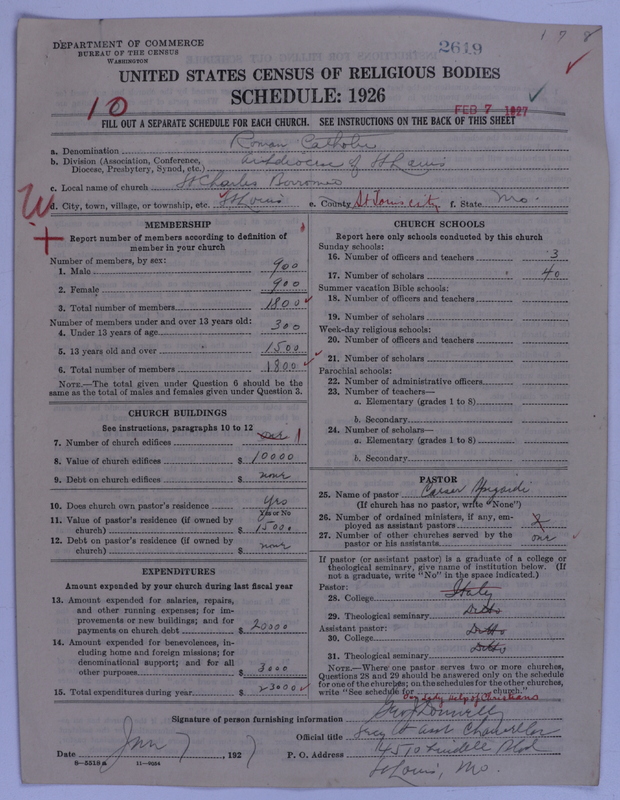 178
DEPARTMENT OF COMMERCE
BUREAU OF THE CENSUS
WASHINGTON
2619
UNITED STATES CENSUS OF RELIGIOUS BODIES
SCHEDULE: 1926
10
FEB 7 1927
FILL OUT A SEPARATE SCHEDULE FOR EACH CHURCH. SEE INSTRUCTIONS ON THE BACK OF THIS SHEET
a. Denomination Roman Catholic
b. Division (Association, Conference, Diocese, Presbytery, Synod, etc.) Archdiocese of St Louis
c. Local name of church St Charles Borromeo
d. City, town, village, or township, etc. St Louis e. County St Louis city f. State Mo.
MEMBERSHIP
Report number of members according to definition of member in your church
Number of members, by sex:
1. Male 900
2. Female 900
3. Total number of members 1800
Number of members under and over 13 years old:
4. Under 13 years of age 300
5. 13 years old and over 1500
6. Total number of members 1800
NOTE.—The total given under Question 6 should be the same as the total of males and females given under Question 3.
CHURCH BUILDINGS
See instructions, paragraphs 10 to 12
7. Number of church edifices one 1
8. Value of church edifices $ 10000
9. Debt on church edifices $ none
10. Does church own pastor's residence yes
Yes or No
11. Value of pastor's residence (if owned by church) $ 15000
12. Debt on pastor's residence (if owned by church) $ none
EXPENDITURES
Amount expended by your church during last fiscal year
13. Amount expended for salaries, repairs, and other running expenses; for improvements or new buildings; and for payments on church debt $ 20000
14. Amount expended for benevolences, including home and foreign missions; for denominational support; and for all other purposes $ 3000
15. Total expenditures during year $ 23000
CHURCH SCHOOLS
Report here only schools conducted by this church
Sunday schools:
16. Number of officers and teachers 3
17. Number of scholars 40
Summer vacation Bible schools:
18. Number of officers and teachers
19. Number of scholars
Week-day religious schools:
20. Number of officers and teachers
21. Number of scholars
Parochial schools:
22. Number of administrative officers
23. Number of teachers—
a. Elementary (grades 1 to 8)
b. Secondary
24. Number of scholars—
a. Elementary (grades 1 to 8)
b. Secondary
PASTOR
25. Name of pastor
(If church has no pastor, write "None")
26. Number of ordained ministers, if any, employed as assistant pastors
27. Number of other churches served by the pastor or his assistants one
If pastor (or assistant pastor) is a graduate of a college or theological seminary, give name of institution below. (If not a graduate, write "No" in the space indicated.)
Pastor:
28. College Italy
29. Theological seminary Ditto
Assistant pastor:
30. College Ditto
31. Theological seminary Ditto
NOTE.—Where one pastor serves two or more churches, Questions 28 and 29 should be answered only on the schedule for one of the churches; on the schedules for the other churches, write "See schedule for Our Lady Help of Christians church."
Signature of person furnishing information Geo Donnelly
Official title Secy & Asst Chancellor
Date Jan 7, 1927 P. O. Address 4510 Lindell Blvd
St Louis, Mo.
8—5518a 11—9024